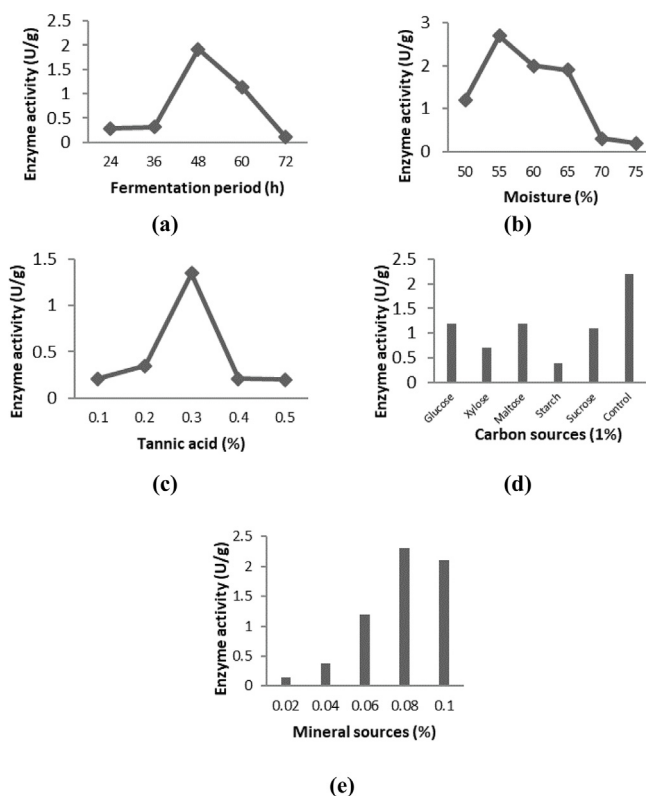 Enzyme activity (U/g)
2.5
2
1.5
1
0.5
0
24 36 48 60 72
Fermentation period (h)
(a)
Enzyme activity (U/g)
3
2
1
0
50 55 60 65 70 75
Moisture (%)
(b)
Enzyme activity (U/g)
1.5
1
0.5
0
0.1 0.2 0.3 0.4 0.5
Tannic acid (%)
(c)
Enzyme activity (U/g)
2.5
2
1.5
1
0.5
0
Glucose Xylose Maltose Starch Sucrose Control
Carbon sources (1%)
(d)
Enzyme activity (U/g)
2.5
2
1.5
1
0.5
0
0.02 0.04 0.06 0.08 0.1
Mineral sources (%)
(e)